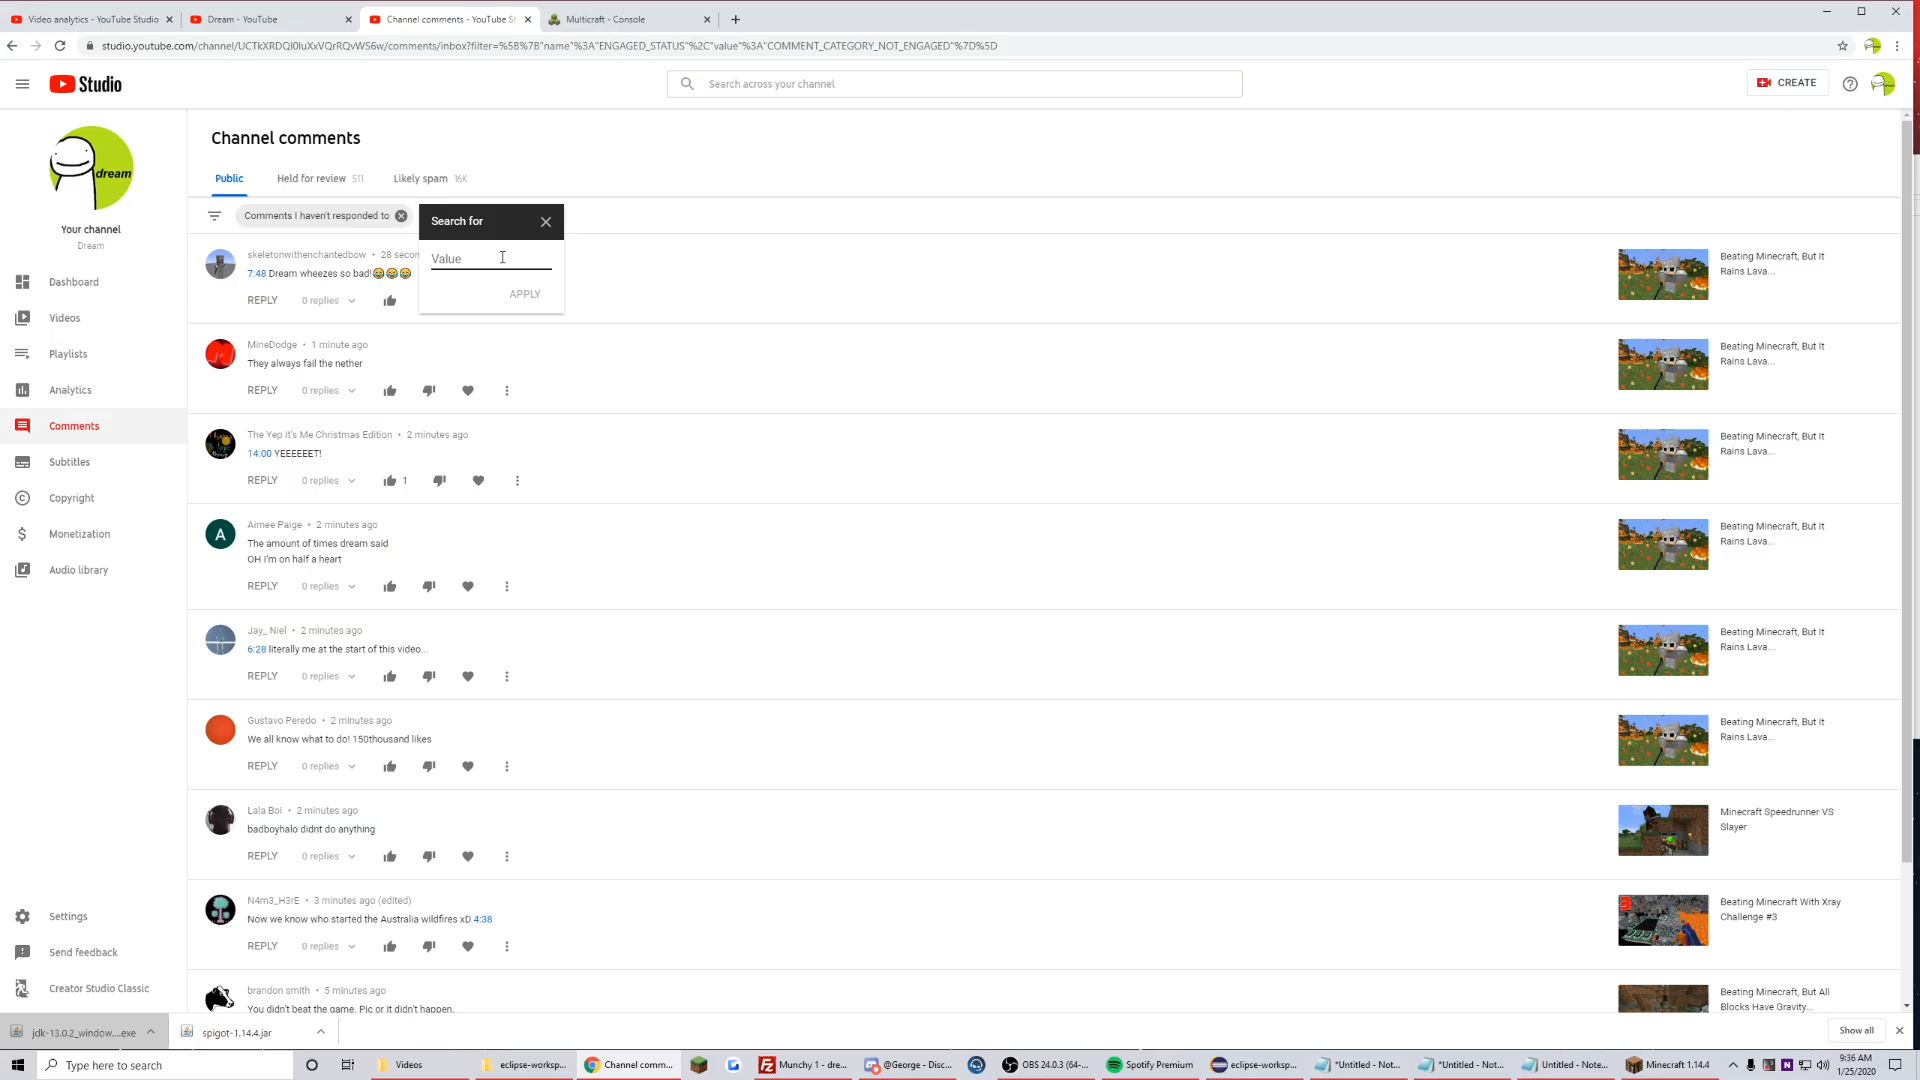 Video analytics - YouTube Studio
Dream - YouTube
Channel comments - YouTube St
Multicraft - Console
studio.youtube.com/channel/UCTkXRDQl0luXxVQrRQvWS6w/comments/inbox?filter=%5B%7B"name"%3A"ENGAGED_STATUS"%2C"value"%3A"COMMENT_CATEGORY_NOT_ENGAGED"%7D%5D
Studio
Search across your channel
CREATE
dream
Your channel
Dream
Dashboard
Videos
Playlists
Analytics
Comments
Subtitles
Copyright
Monetization
Audio library
Settings
Send feedback
Creator Studio Classic
Channel comments
Public
Held for review 511
Likely spam 16K
Comments I haven't responded to
Search for
Value
APPLY
skeletonwithenchantedbow • 28 secon
7:48 Dream wheezes so bad!😂😂😂
REPLY 0 replies
Beating Minecraft, But It
Rains Lava...
MineDodge • 1 minute ago
They always fail the nether
REPLY 0 replies
Beating Minecraft, But It
Rains Lava...
The Yep It's Me Christmas Edition • 2 minutes ago
14:00 YEEEEEET!
REPLY 0 replies 1
Beating Minecraft, But It
Rains Lava...
A
Aimee Paige • 2 minutes ago
The amount of times dream said
OH I'm on half a heart
REPLY 0 replies
Beating Minecraft, But It
Rains Lava...
Jay_ Niel • 2 minutes ago
6:28 literally me at the start of this video...
REPLY 0 replies
Beating Minecraft, But It
Rains Lava...
Gustavo Peredo • 2 minutes ago
We all know what to do! 150thousand likes
REPLY 0 replies
Beating Minecraft, But It
Rains Lava...
Lala Boi • 2 minutes ago
badboyhalo didnt do anything
REPLY 0 replies
Minecraft Speedrunner VS
Slayer
N4m3_H3rE • 3 minutes ago (edited)
Now we know who started the Australia wildfires xD 4:38
REPLY 0 replies
3
Beating Minecraft With Xray
Challenge #3
brandon smith • 5 minutes ago
You didn't beat the game. Pic or it didn't happen.
Beating Minecraft, But All
Blocks Have Gravity...
jdk-13.0.2_window....exe
spigot-1.14.4.jar
Show all
Type here to search
Videos
eclipse-worksp...
Channel comm...
Munchy 1 - dre...
@George - Disc...
OBS 24.0.3 (64-...
Spotify Premium
eclipse-worksp...
*Untitled - Not...
*Untitled - Not...
Untitled - Note...
Minecraft 1.14.4
9:36 AM
1/25/2020